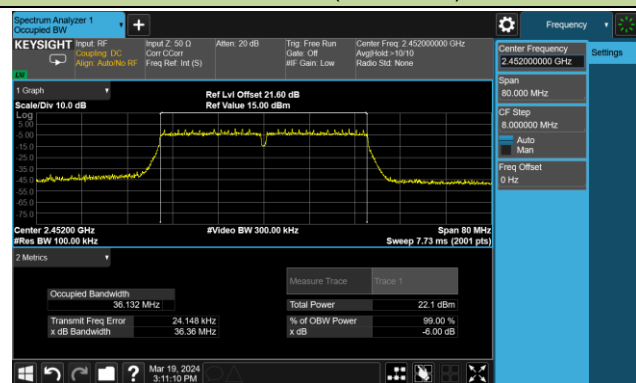 Spectrum Analyzer 1
Occupied BW
Frequency
KEYSIGHT
Input: RF
Coupling: DC
Align: Auto/No RF
Input Z: 50 Ω
Corr CCorr
Freq Ref: Int (S)
Atten: 20 dB
Trig: Free Run
Gate: Off
#IF Gain: Low
Center Freq: 2.452000000 GHz
Avg|Hold:>10/10
Radio Std: None
LW
Center Frequency
2.452000000 GHz
Settings
Span
80.000 MHz
CF Step
8.000000 MHz
Auto
Man
Freq Offset
0 Hz
1 Graph
Scale/Div 10.0 dB
Ref Lvl Offset 21.60 dB
Ref Value 15.00 dBm
Log
5.00
-5.00
-15.0
-25.0
-35.0
-45.0
-55.0
-65.0
-75.0
Center 2.45200 GHz
#Res BW 100.00 kHz
#Video BW 300.00 kHz
Span 80 MHz
Sweep 7.73 ms (2001 pts)
2 Metrics
Measure Trace
Trace 1
Occupied Bandwidth
36.132 MHz
Total Power
22.1 dBm
Transmit Freq Error
24.148 kHz
% of OBW Power
99.00 %
x dB Bandwidth
36.36 MHz
x dB
-6.00 dB
?
Mar 19, 2024
3:11:10 PM